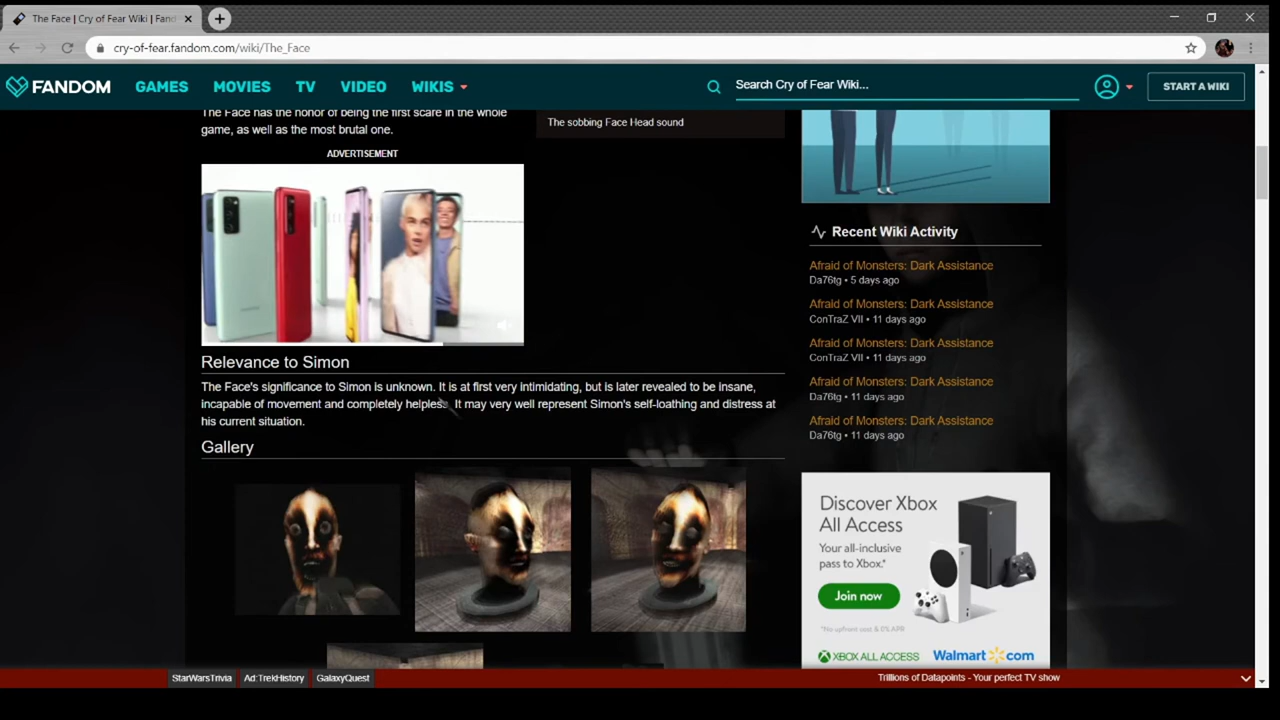 The Face | Cry of Fear Wiki | Fand
cry-of-fear.fandom.com/wiki/The_Face
FANDOM
GAMES
MOVIES
TV
VIDEO
WIKIS
Search Cry of Fear Wiki...
START A WIKI
The Face has the honor of being the first scare in the whole
game, as well as the most brutal one.
ADVERTISEMENT
Relevance to Simon
The Face's significance to Simon is unknown. It is at first very intimidating, but is later revealed to be insane,
incapable of movement and completely helpless. It may very well represent Simon's self-loathing and distress at
his current situation.
Gallery
The sobbing Face Head sound
Recent Wiki Activity
Afraid of Monsters: Dark Assistance
Da76tg • 5 days ago
Afraid of Monsters: Dark Assistance
ConTraZ VII • 11 days ago
Afraid of Monsters: Dark Assistance
ConTraZ VII • 11 days ago
Afraid of Monsters: Dark Assistance
Da76tg • 11 days ago
Afraid of Monsters: Dark Assistance
Da76tg • 11 days ago
Discover Xbox
All Access
Your all-inclusive
pass to Xbox.*
Join now
*No upfront cost & 0% APR
XBOX ALL ACCESS
Walmart.com
StarWarsTrivia
Ad:TrekHistory
GalaxyQuest
Trillions of Datapoints - Your perfect TV show